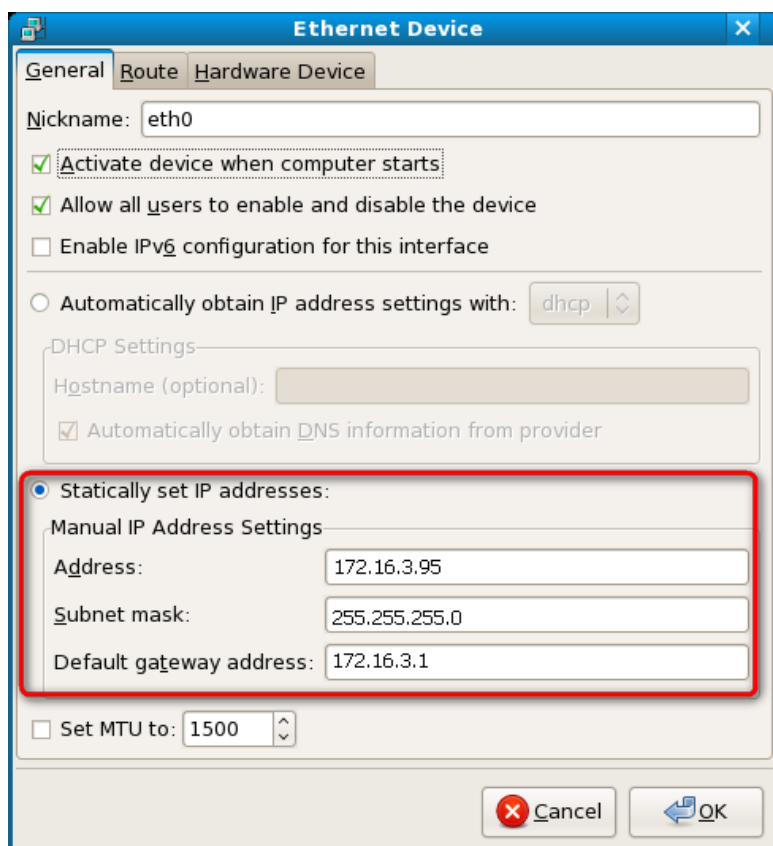 Ethernet Device
General Route Hardware Device
Nickname: eth0
Activate device when computer starts
Allow all users to enable and disable the device
Enable IPv6 configuration for this interface
Automatically obtain IP address settings with: dhcp
DHCP Settings
Hostname (optional):
Automatically obtain DNS information from provider
Statically set IP addresses:
Manual IP Address Settings
Address: 172.16.3.95
Subnet mask: 255.255.255.0
Default gateway address: 172.16.3.1
Set MTU to: 1500
Cancel OK